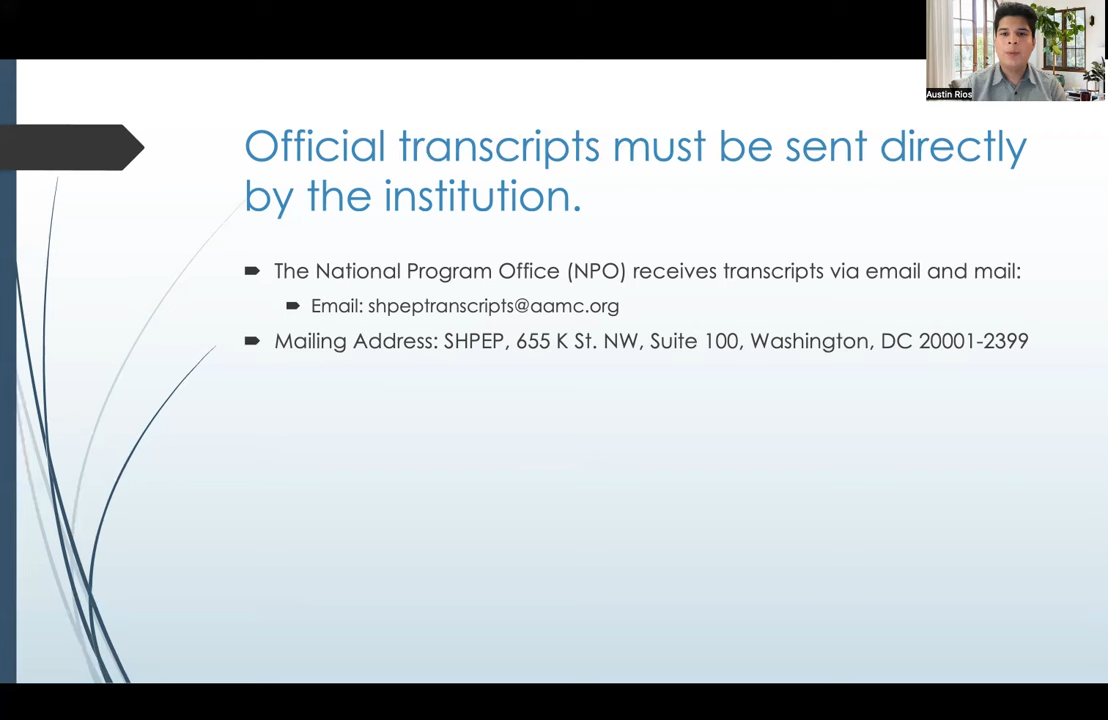 Austin Rios
Official transcripts must be sent directly
by the institution.
The National Program Office (NPO) receives transcripts via email and mail:
Email: shpeptranscripts@aamc.org
Mailing Address: SHPEP, 655 K St. NW, Suite 100, Washington, DC 20001-2399